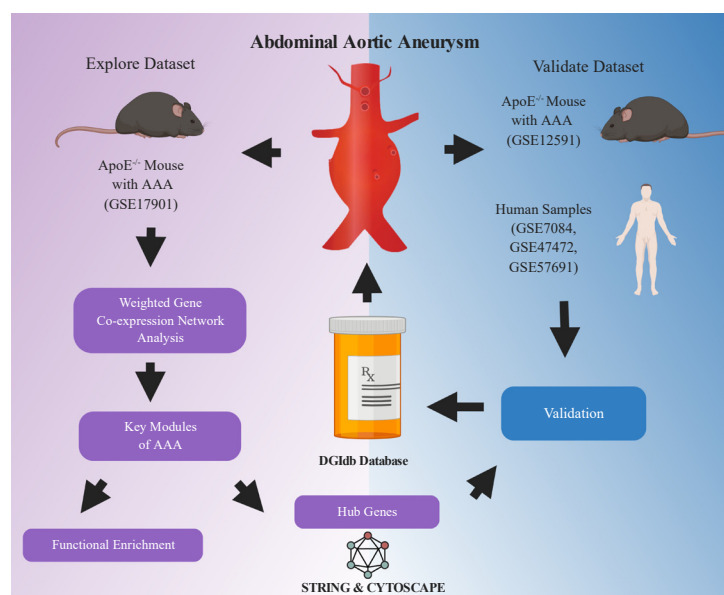 Abdominal Aortic Aneurysm
Explore Dataset
ApoE⁻/⁻ Mouse
with AAA
(GSE17901)
Weighted Gene
Co-expression Network
Analysis
Key Modules
of AAA
Functional Enrichment
Hub Genes
STRING & CYTOSCAPE
Validate Dataset
ApoE⁻/⁻ Mouse
with AAA
(GSE12591)
Human Samples
(GSE7084,
GSE47472,
GSE57691)
Validation
Rx
DGIdb Database